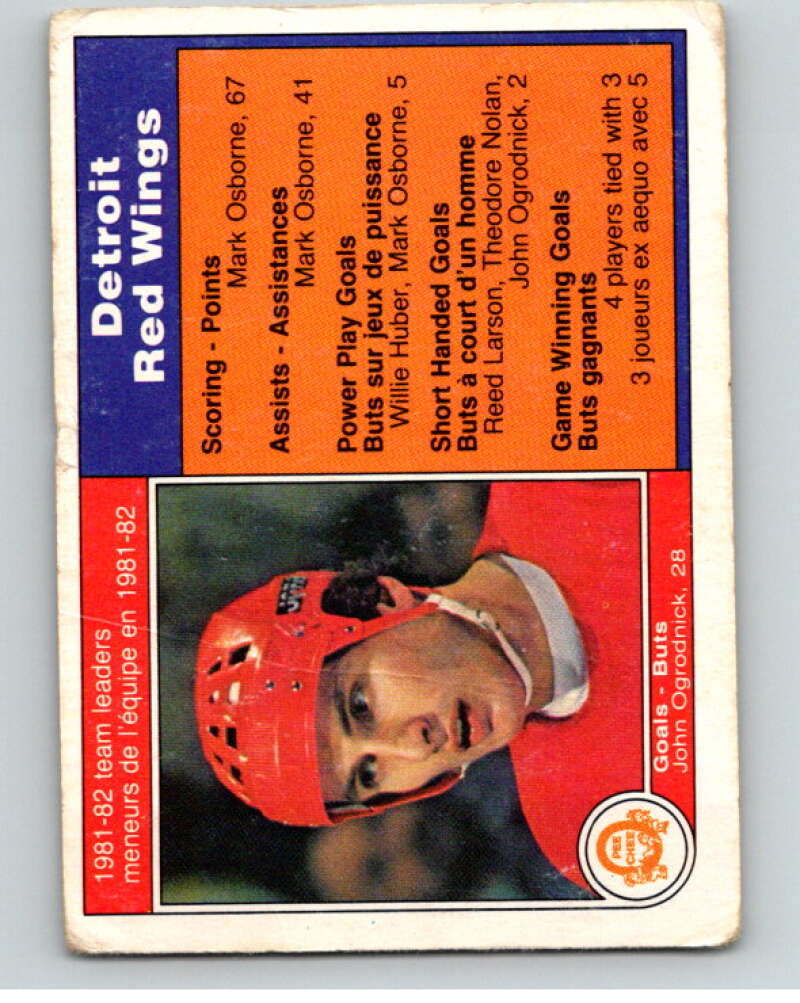 1981-82 team leaders
meneurs de l'équipe en 1981-82
Detroit
Red Wings
Scoring - Points
Mark Osborne, 67
Assists - Assistances
Mark Osborne, 41
Power Play Goals
Buts sur jeux de puissance
Willie Huber, Mark Osborne, 5
Short Handed Goals
Buts à court d'un homme
Reed Larson, Theodore Nolan,
John Ogrodnick, 2
Game Winning Goals
Buts gagnants
4 players tied with 3
3 joueurs ex aequo avec 5
Goals - Buts
John Ogrodnick, 28
O
PEE
CHEE